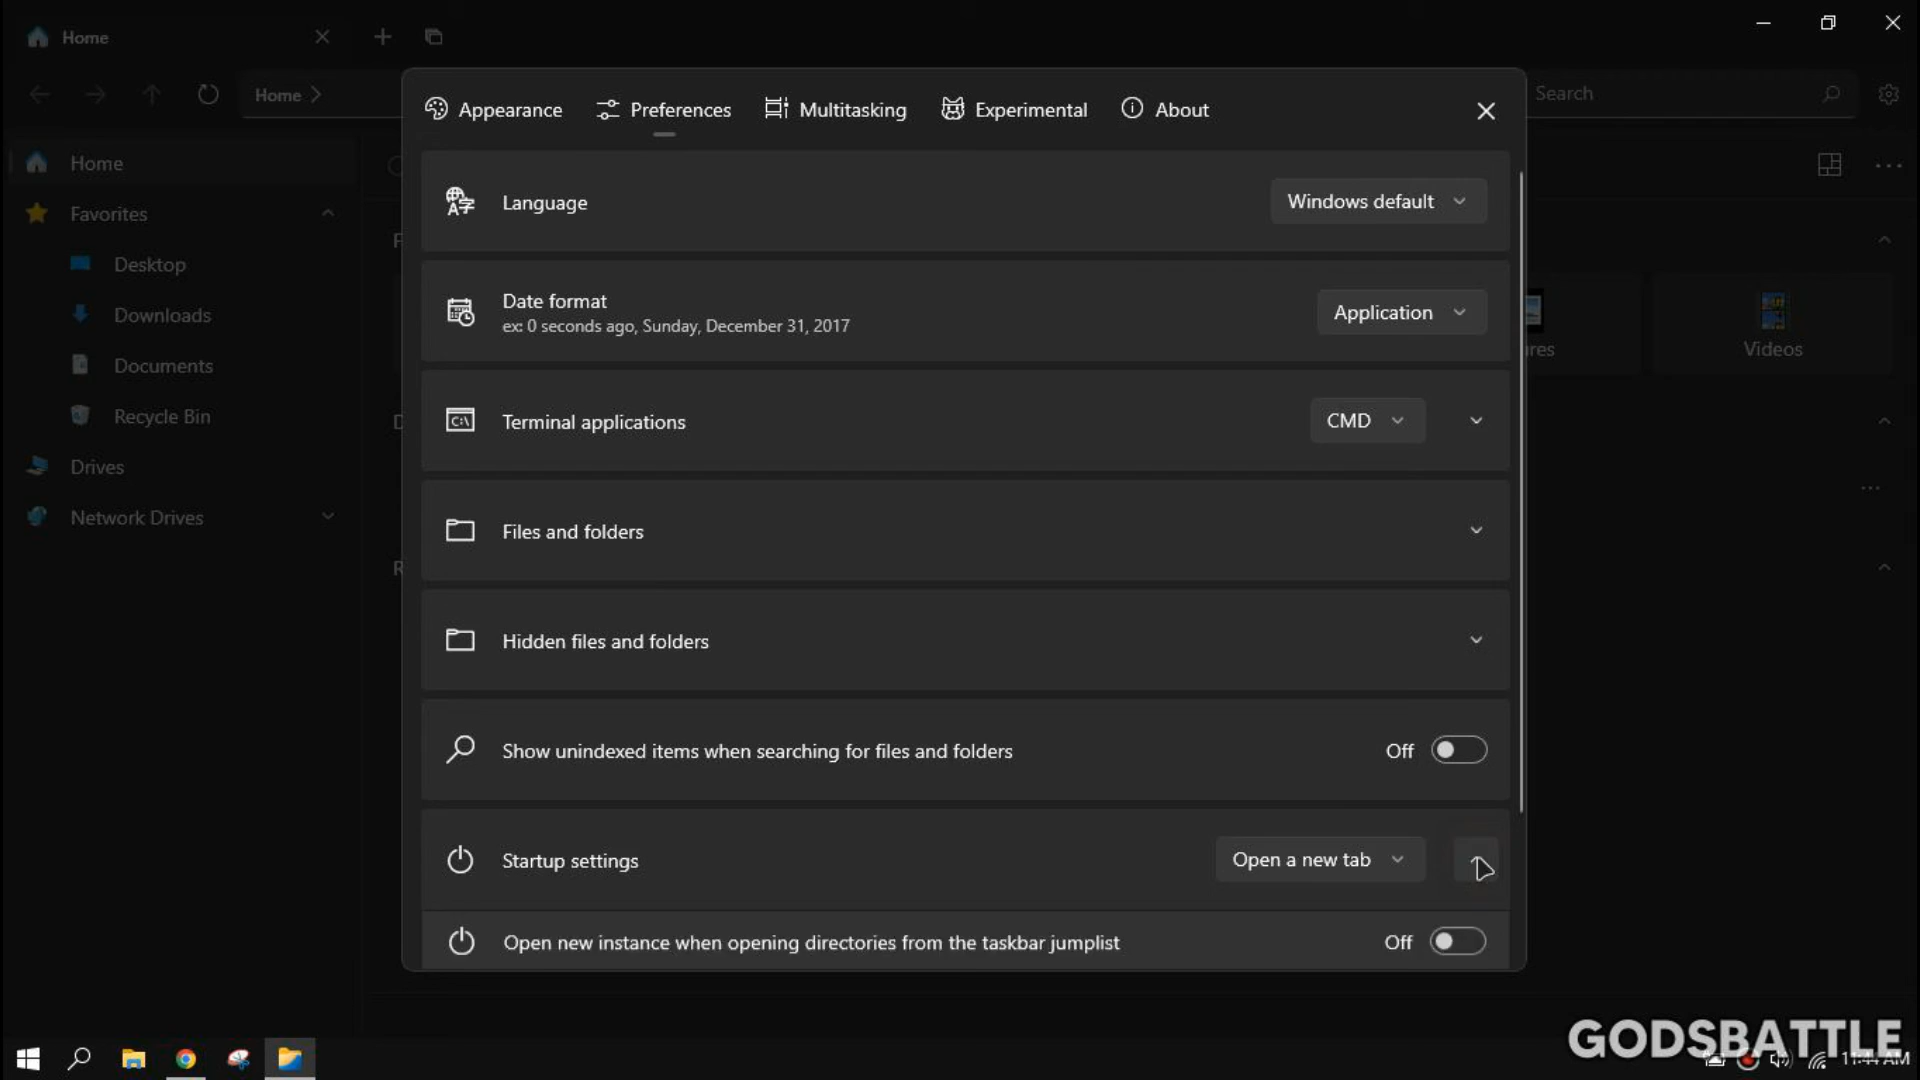 Home
Home
Search
Appearance
Preferences
Multitasking
Experimental
About
Home
Favorites
Desktop
Downloads
Documents
Recycle Bin
Drives
Network Drives
Language
Windows default
Date format
ex: 0 seconds ago, Sunday, December 31, 2017
Application
Terminal applications
CMD
Files and folders
Hidden files and folders
Show unindexed items when searching for files and folders
Off
Startup settings
Open a new tab
Open new instance when opening directories from the taskbar jumplist
Off
Videos
GODSBATTLE
11:44 AM